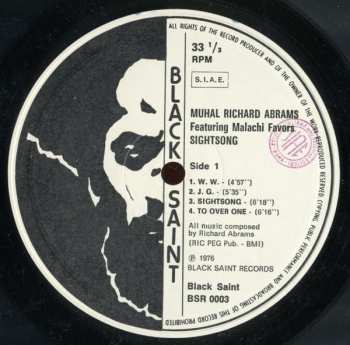 ALL RIGHTS OF THE RECORD PRODUCER AND OF THE OWNER OF THE WORK REPRODUCED RESERVED COPYING, PUBLIC PERFORMANCE AND BROADCASTING OF THIS RECORD PROHIBITED
33 1/3
RPM
S.I.A.E.
BLACK SAINT
MUHAL RICHARD ABRAMS
Featuring Malachi Favors
SIGHTSONG
Side 1
1. W. W. - (4'57'')
2. J. G. - (5'35'')
3. SIGHTSONG - (6'18'')
4. TO OVER ONE - (6'16'')
All music composed
by Richard Abrams
(RIC PEG Pub. - BMI)
℗ 1976
BLACK SAINT RECORDS
Black Saint
BSR 0003